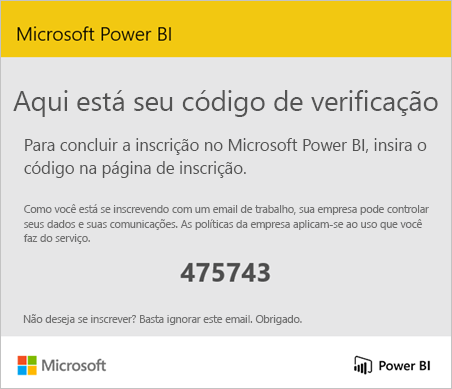 Microsoft Power BI
Aqui está seu código de verificação
Para concluir a inscrição no Microsoft Power BI, insira o
código na página de inscrição.
Como você está se inscrevendo com um email de trabalho, sua empresa pode controlar
seus dados e suas comunicações. As políticas da empresa aplicam-se ao uso que você
faz do serviço.
475743
Não deseja se inscrever? Basta ignorar este email. Obrigado.
Microsoft
Power BI